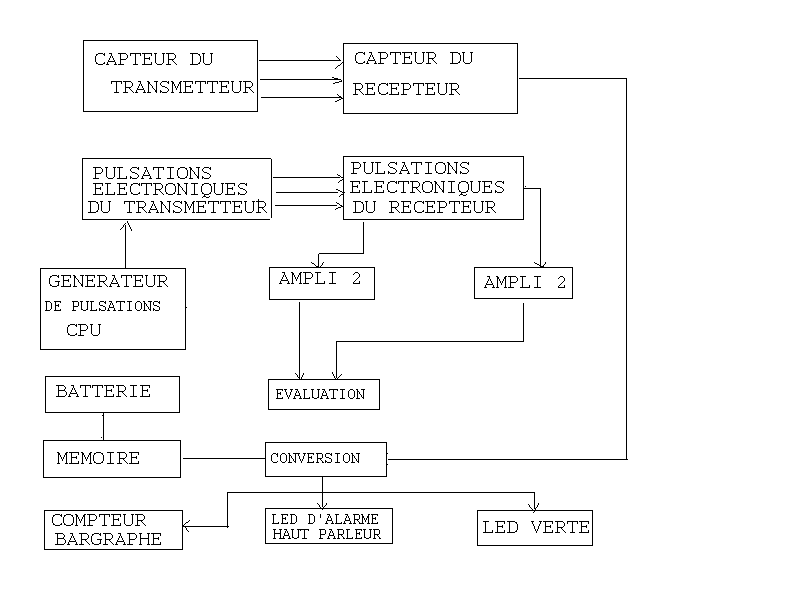 CAPTEUR DU
TRANSMETTEUR
CAPTEUR DU
RECEPTEUR
PULSATIONS
ELECTRONIQUES
DU TRANSMETTEUR
PULSATIONS
ELECTRONIQUES
DU RECEPTEUR
GENERATEUR
DE PULSATIONS
CPU
AMPLI 2
AMPLI 2
BATTERIE
EVALUATION
MEMOIRE
CONVERSION
COMPTEUR
BARGRAPHE
LED D'ALARME
HAUT PARLEUR
LED VERTE